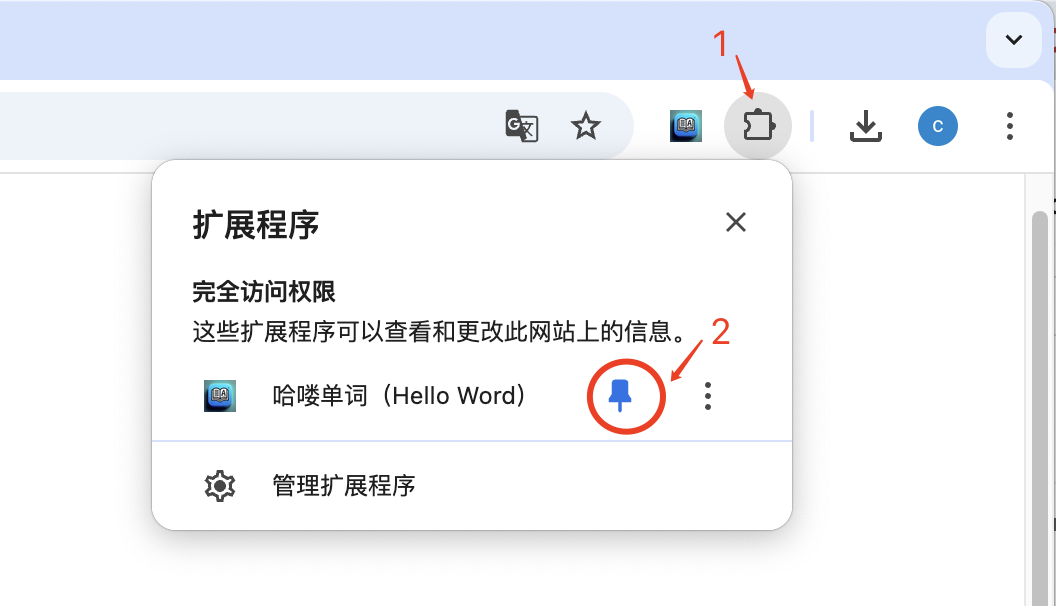 1
G 文
C
扩展程序
完全访问权限
这些扩展程序可以查看和更改此网站上的信息。
2
哈喽单词（Hello Word）
管理扩展程序